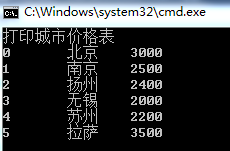 C:\Windows\system32\cmd.exe
打印城市价格表
0 北京 3000
1 南京 2500
2 扬州 2400
3 无锡 2000
4 苏州 2200
5 拉萨 3500